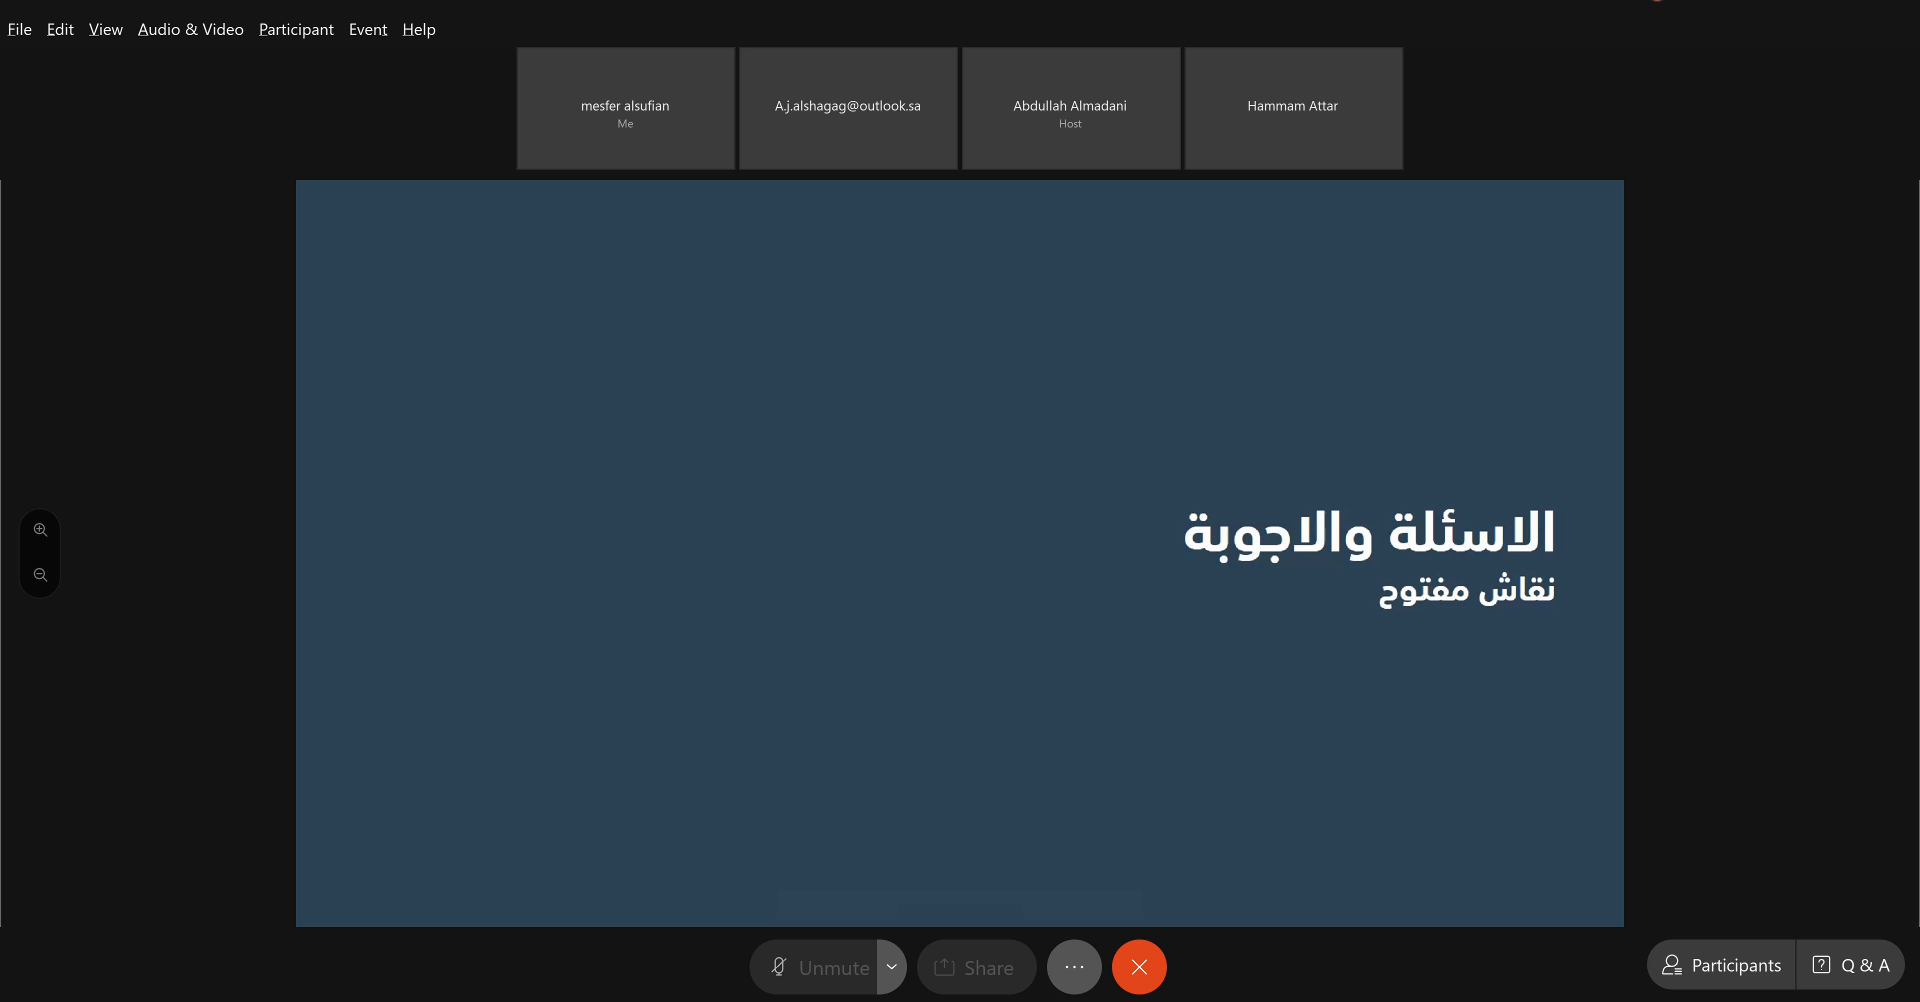 File Edit View Audio & Video Participant Event Help
mesfer alsufian
Me
A.j.alshagag@outlook.sa
Abdullah Almadani
Host
Hammam Attar
الاسئلة والاجوبة
نقاش مفتوح
Unmute
Share
Participants
Q & A